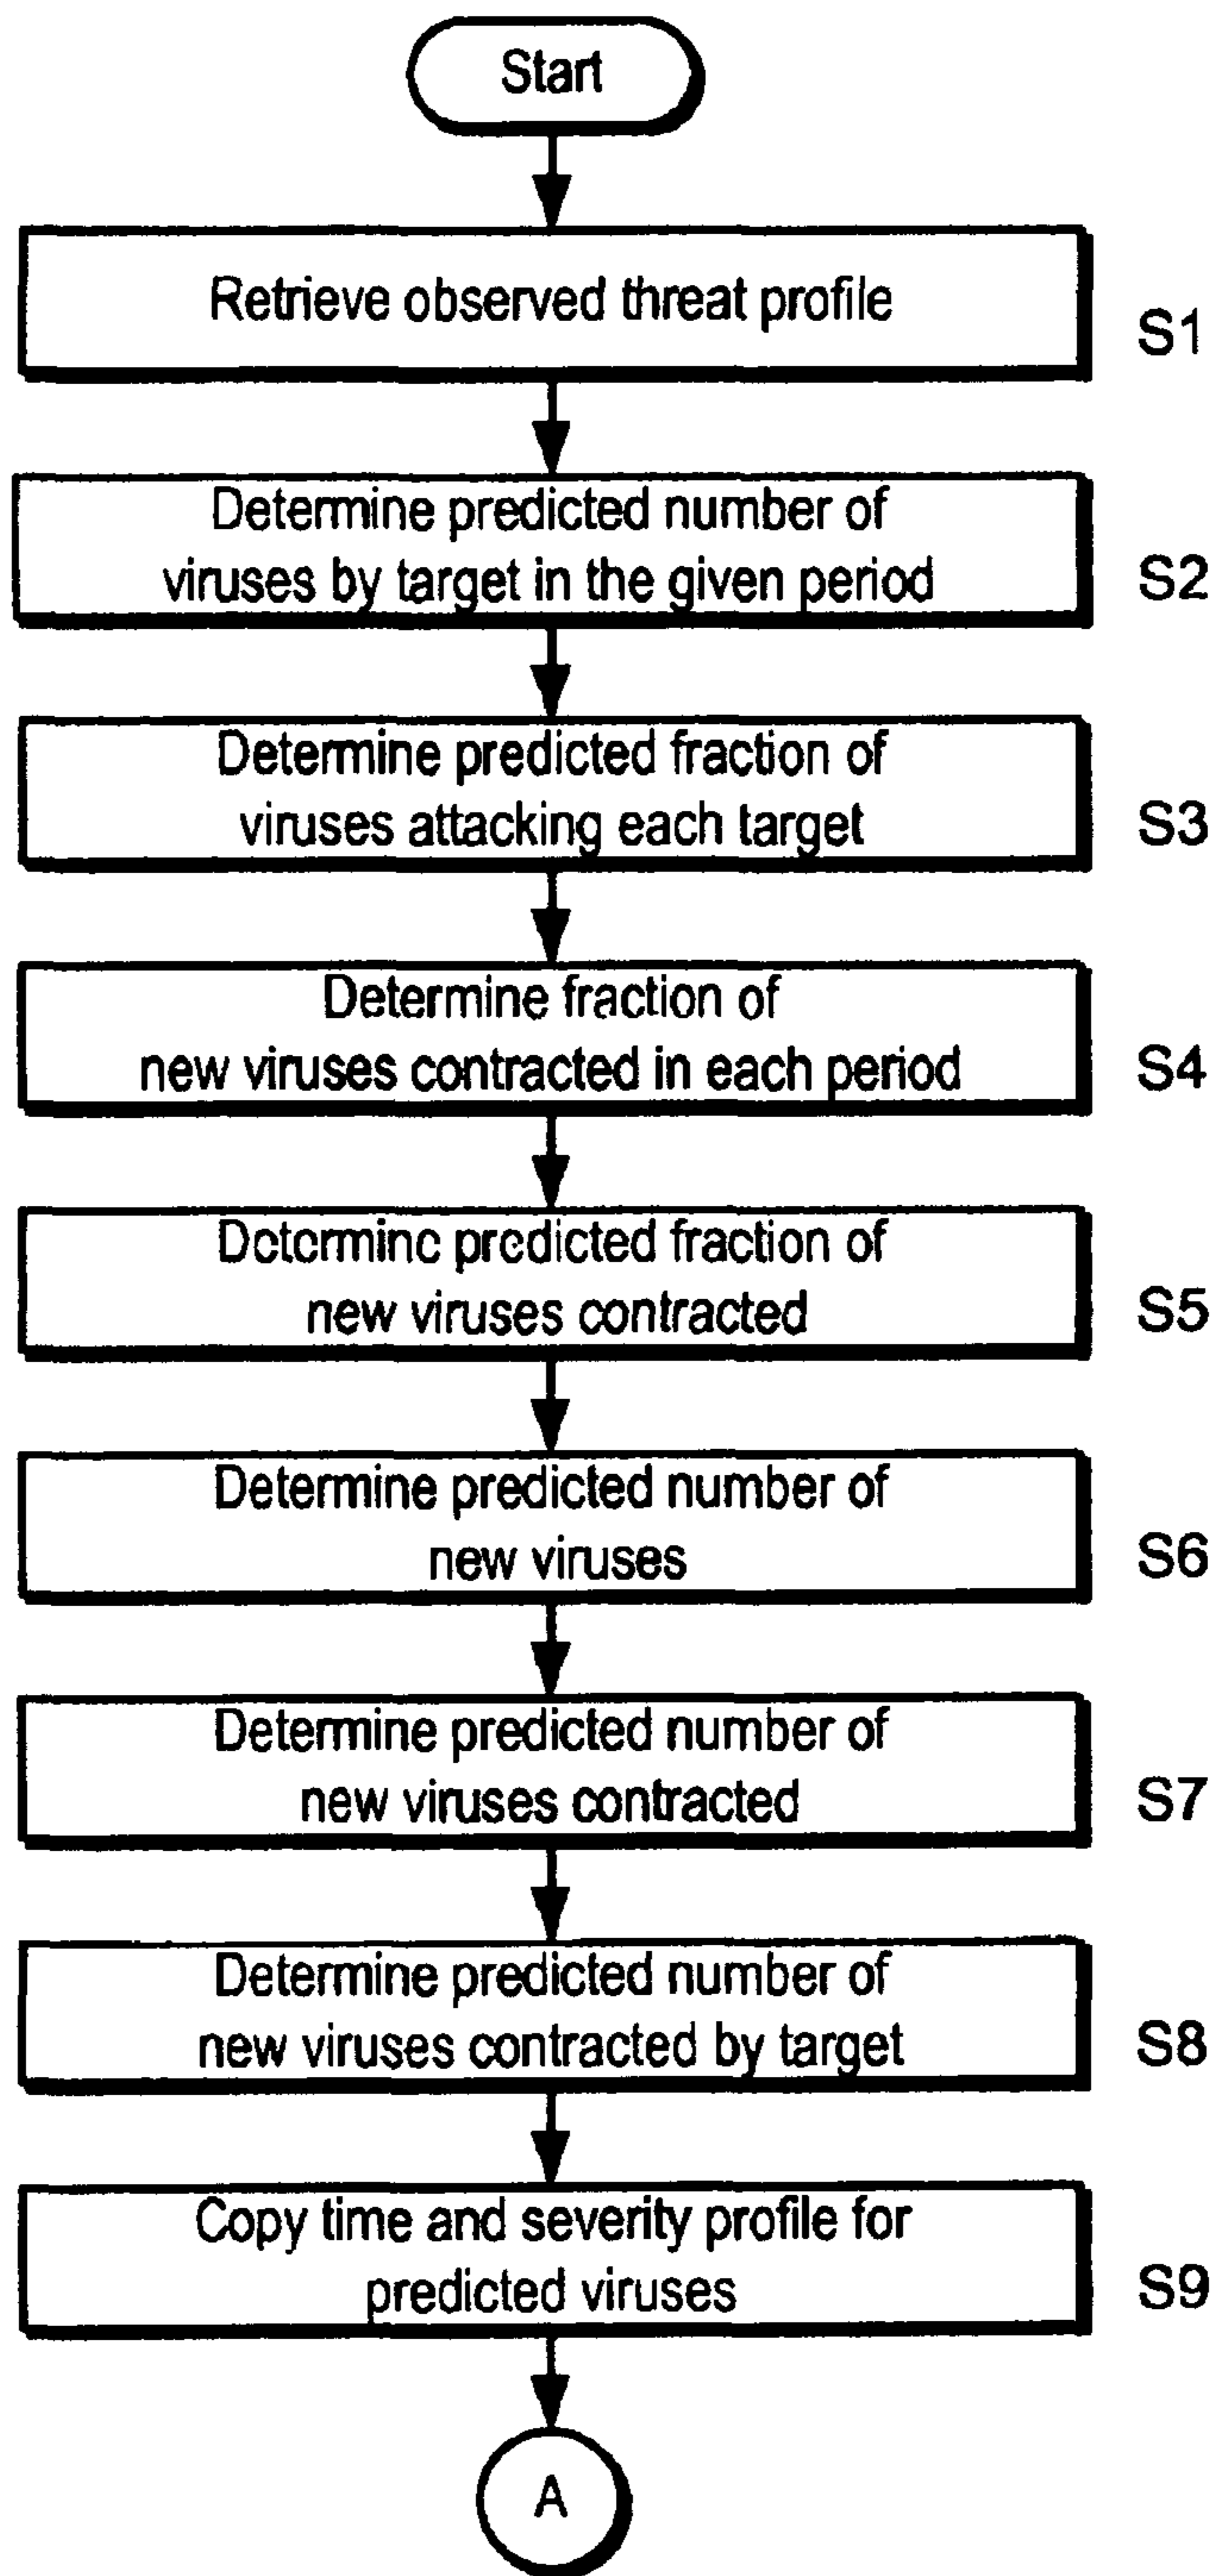 Start
Retrieve observed threat profile
S1
Determine predicted number of
viruses by target in the given period
S2
Determine predicted fraction of
viruses attacking each target
S3
Determine fraction of
new viruses contracted in each period
S4
Determine predicted fraction of
new viruses contracted
S5
Determine predicted number of
new viruses
S6
Determine predicted number of
new viruses contracted
S7
Determine predicted number of
new viruses contracted by target
S8
Copy time and severity profile for
predicted viruses
S9
A